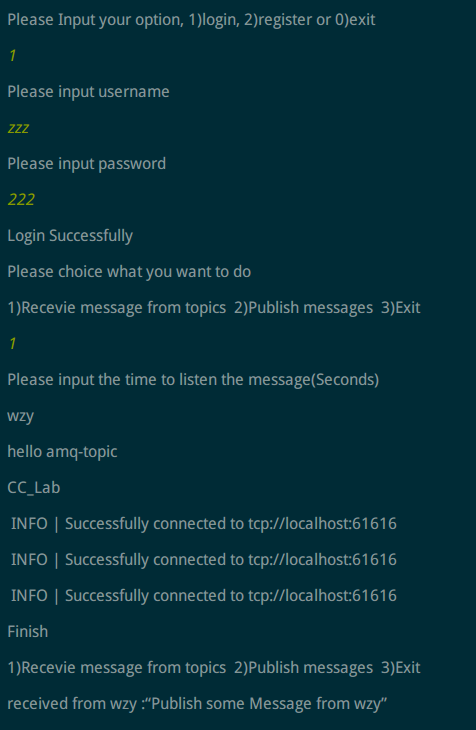 Please Input your option, 1)login, 2)register or 0)exit
1
Please input username
zzz
Please input password
222
Login Successfully
Please choice what you want to do
1)Recevie message from topics  2)Publish messages  3)Exit
1
Please input the time to listen the message(Seconds)
wzy
hello amq-topic
CC_Lab
INFO | Successfully connected to tcp://localhost:61616
INFO | Successfully connected to tcp://localhost:61616
INFO | Successfully connected to tcp://localhost:61616
Finish
1)Recevie message from topics  2)Publish messages  3)Exit
received from wzy :“Publish some Message from wzy”